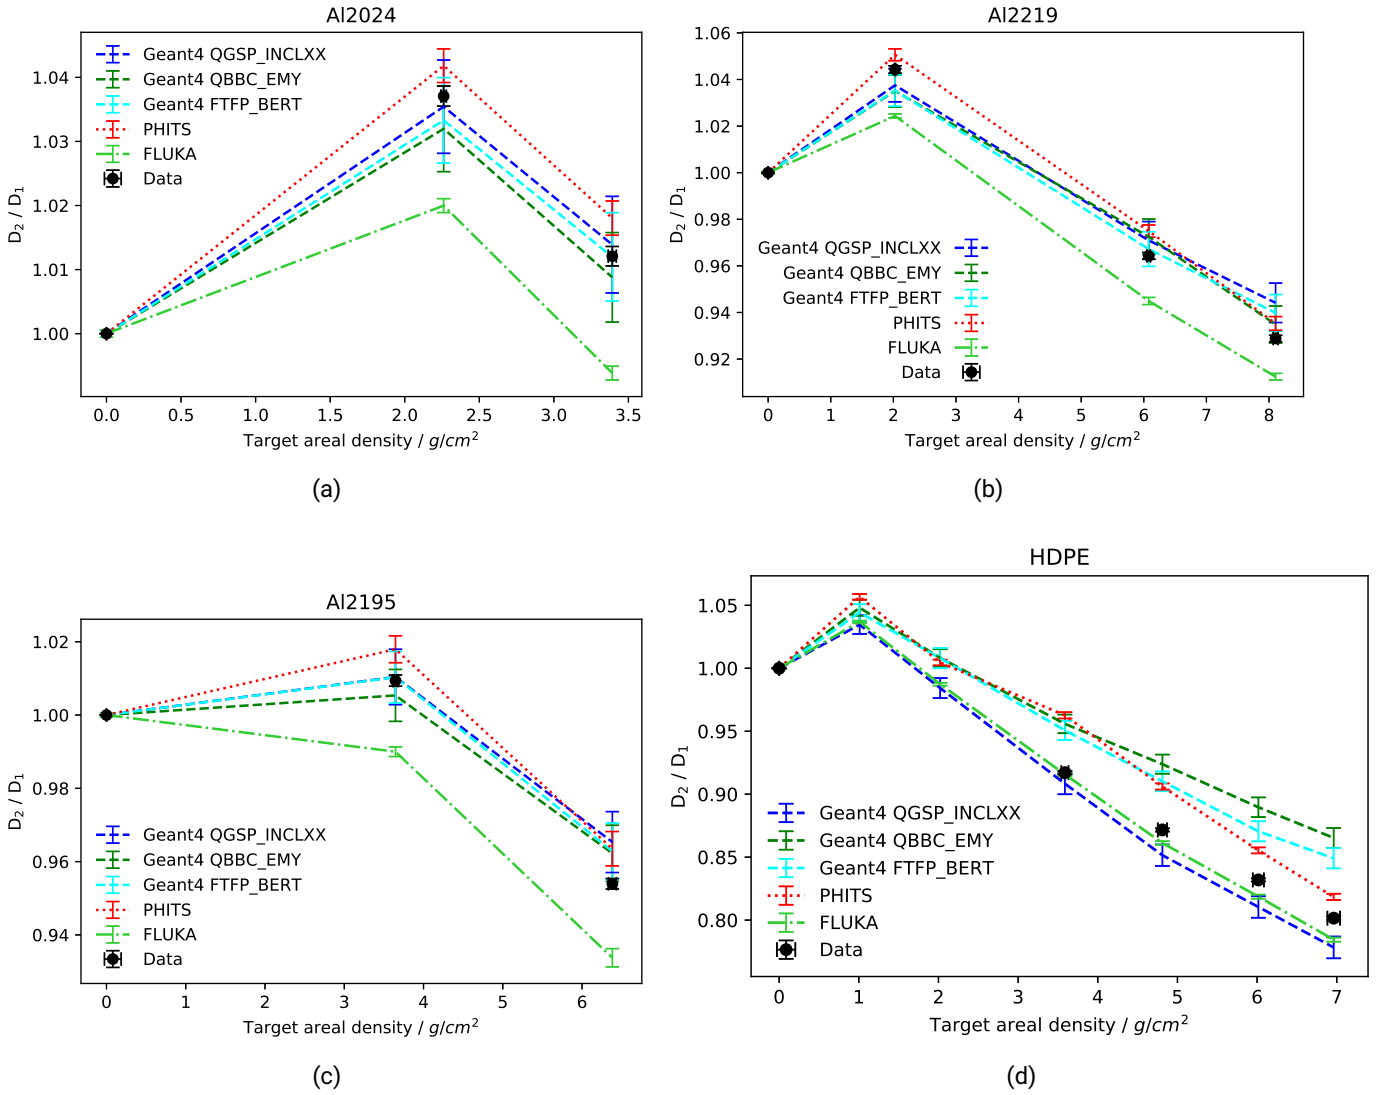 Al2024
D2 / D1
1.04
1.03
1.02
1.01
1.00
Geant4 QGSP_INCLXX
Geant4 QBBC_EMY
Geant4 FTFP_BERT
PHITS
FLUKA
Data
0.0 0.5 1.0 1.5 2.0 2.5 3.0 3.5
Target areal density / g/cm²
(a)
Al2219
D2 / D1
1.06
1.04
1.02
1.00
0.98
0.96
0.94
0.92
Geant4 QGSP_INCLXX
Geant4 QBBC_EMY
Geant4 FTFP_BERT
PHITS
FLUKA
Data
0 1 2 3 4 5 6 7 8
Target areal density / g/cm²
(b)
Al2195
D2 / D1
1.02
1.00
0.98
0.96
0.94
Geant4 QGSP_INCLXX
Geant4 QBBC_EMY
Geant4 FTFP_BERT
PHITS
FLUKA
Data
0 1 2 3 4 5 6
Target areal density / g/cm²
(c)
HDPE
D2 / D1
1.05
1.00
0.95
0.90
0.85
0.80
Geant4 QGSP_INCLXX
Geant4 QBBC_EMY
Geant4 FTFP_BERT
PHITS
FLUKA
Data
0 1 2 3 4 5 6 7
Target areal density / g/cm²
(d)